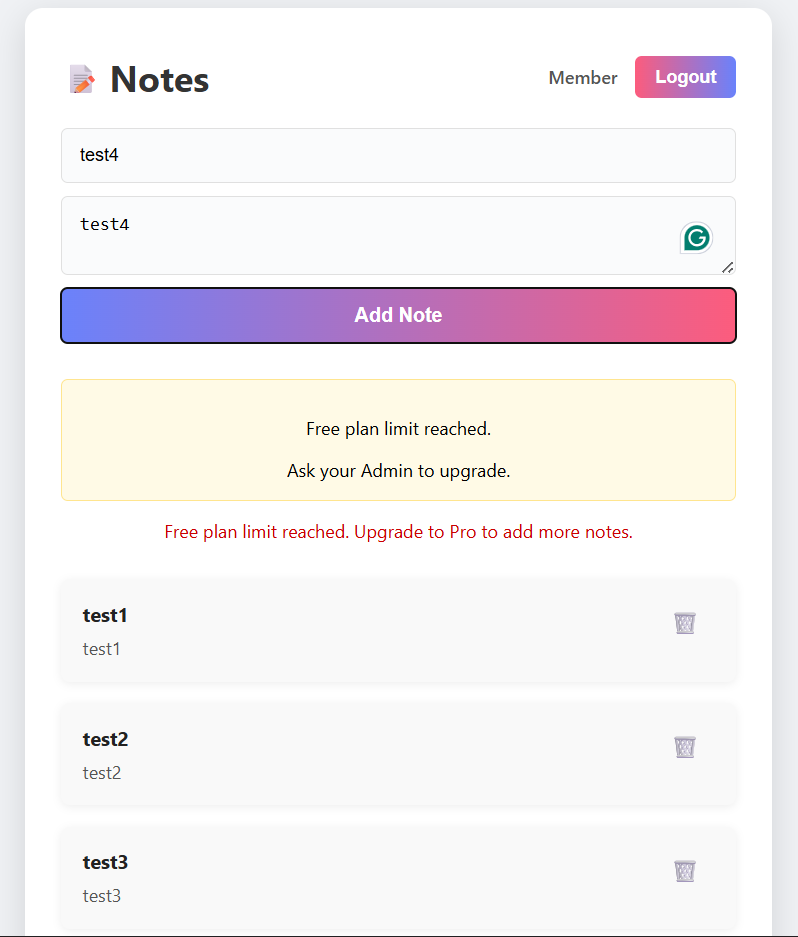 Notes
Member
Logout
test4
test4
Add Note
Free plan limit reached.
Ask your Admin to upgrade.
Free plan limit reached. Upgrade to Pro to add more notes.
test1
test1
test2
test2
test3
test3